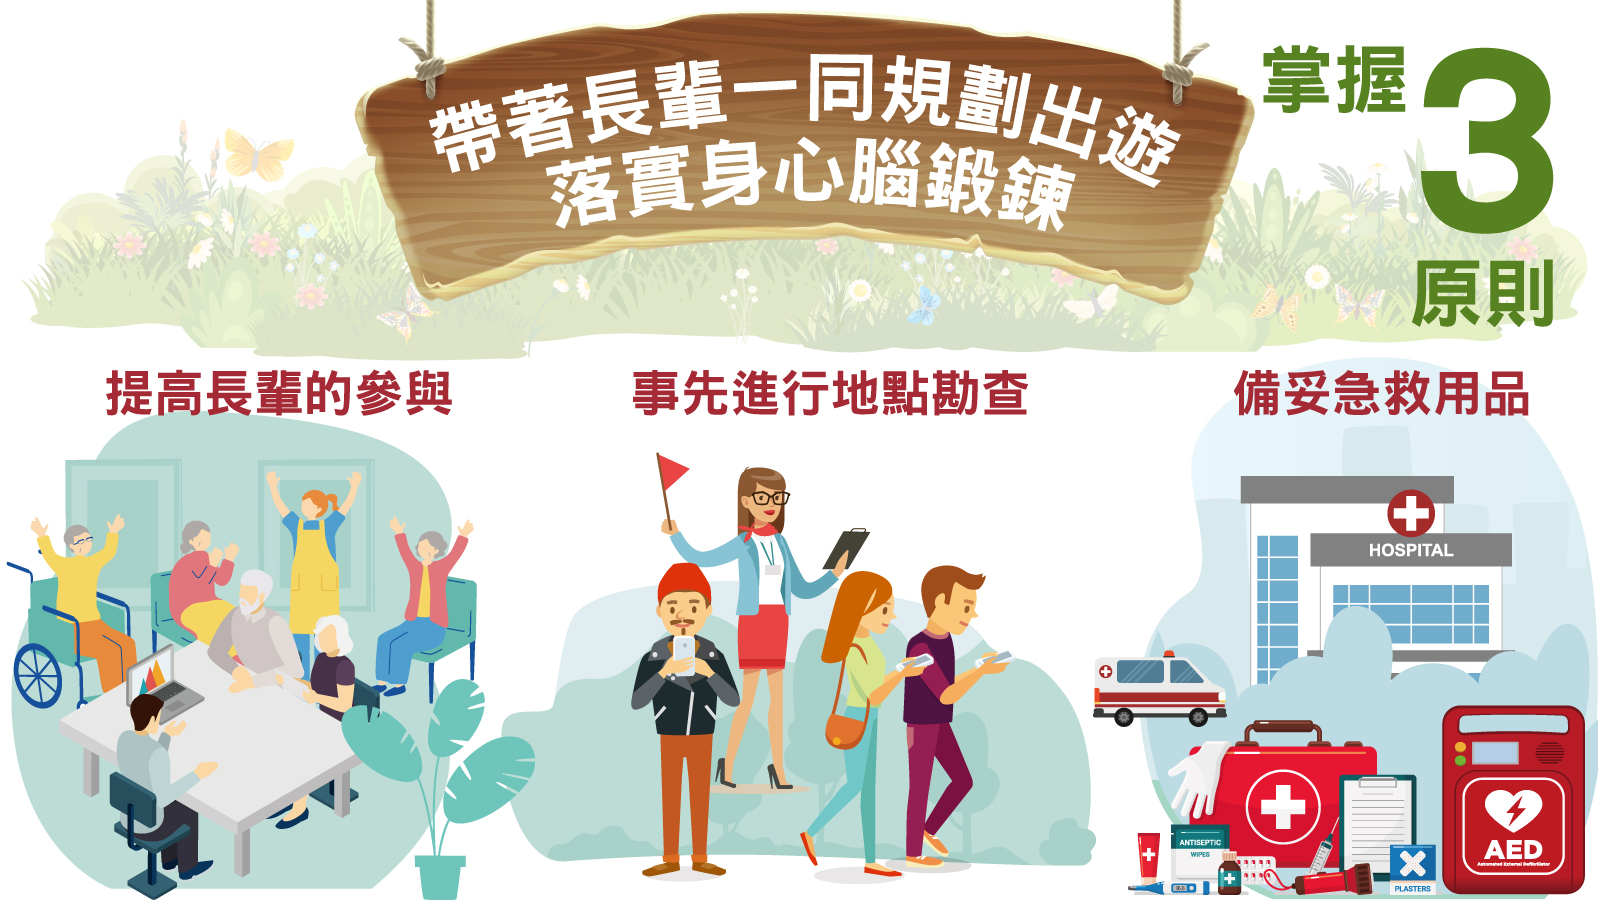 帶著長輩一同規劃出遊
落實身心腦鍛鍊
掌握3
原則
提高長輩的參與
事先進行地點勘查
備妥急救用品
HOSPITAL
ANTISEPTIC
WIPES
PLASTERS
AED
Automated External Defibrillator